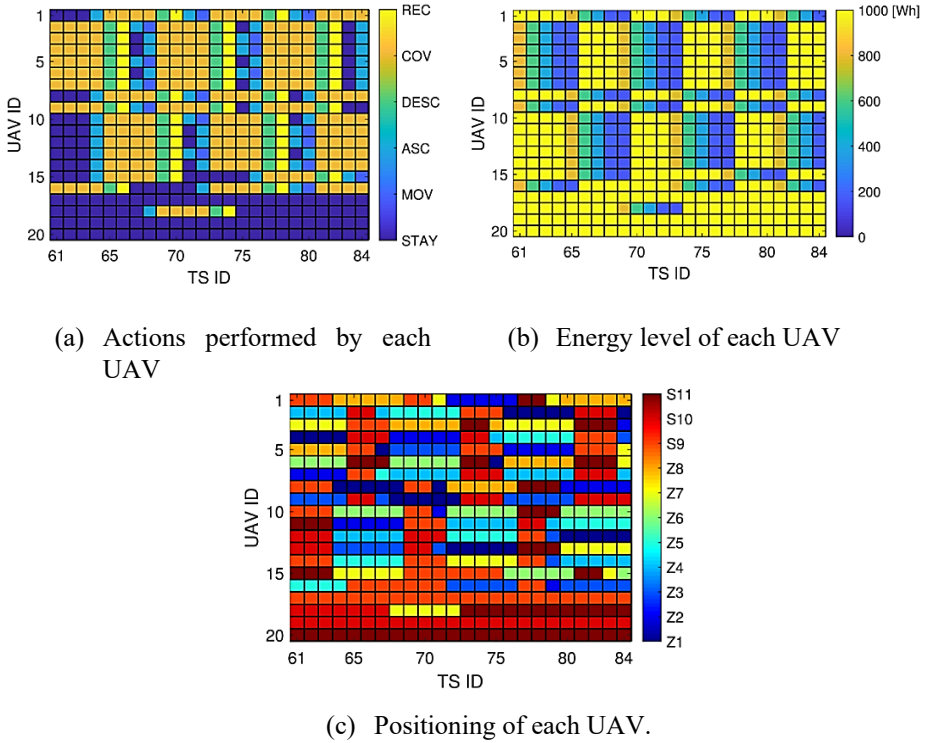 1
5
10
15
20
UAV ID
61
65
70
75
80
84
TS ID
REC
COV
DESC
ASC
MOV
STAY
1
5
10
15
20
UAV ID
61
65
70
75
80
84
TS ID
1000 [Wh]
800
600
400
200
0
(a) Actions performed by each
UAV
(b) Energy level of each UAV
1
5
10
15
20
UAV ID
61
65
70
75
80
84
TS ID
S11
S10
S9
Z8
Z7
Z6
Z5
Z4
Z3
Z2
Z1
(c) Positioning of each UAV.